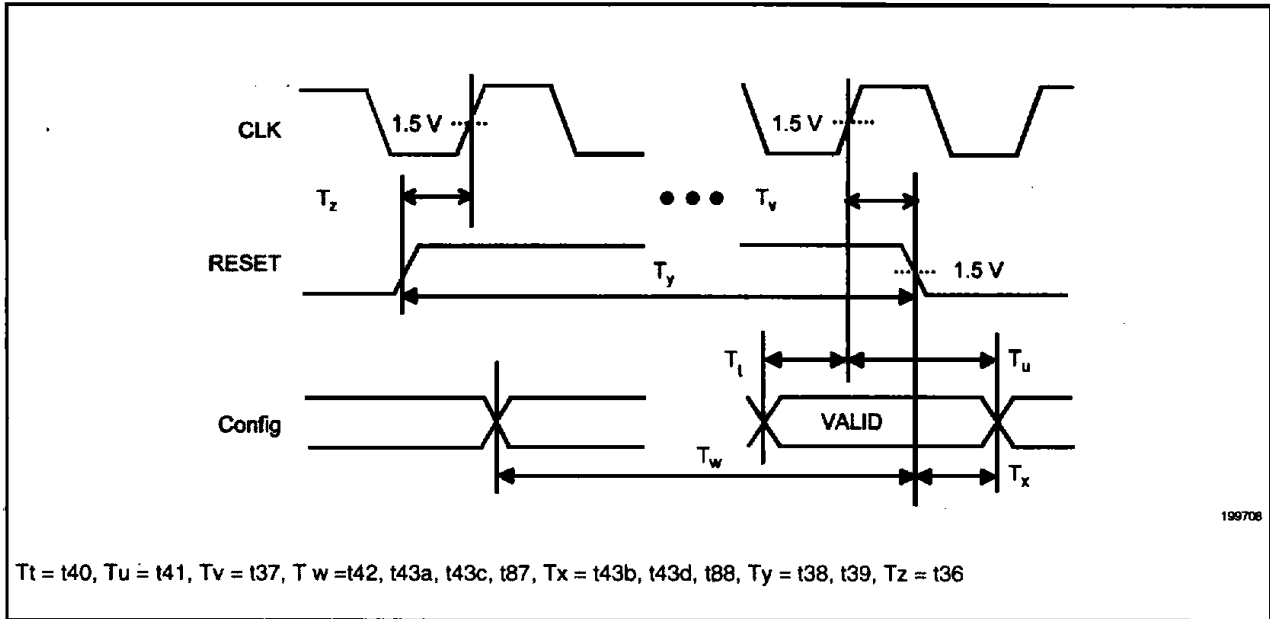 CLK
1.5 V
1.5 V
Tz
Tv
RESET
Ty
1.5 V
Tt
Tu
Config
VALID
Tw
Tx
199708
Tt = t40, Tu = t41, Tv = t37, T w =t42, t43a, t43c, t87, Tx = t43b, t43d, t88, Ty = t38, t39, Tz = t36